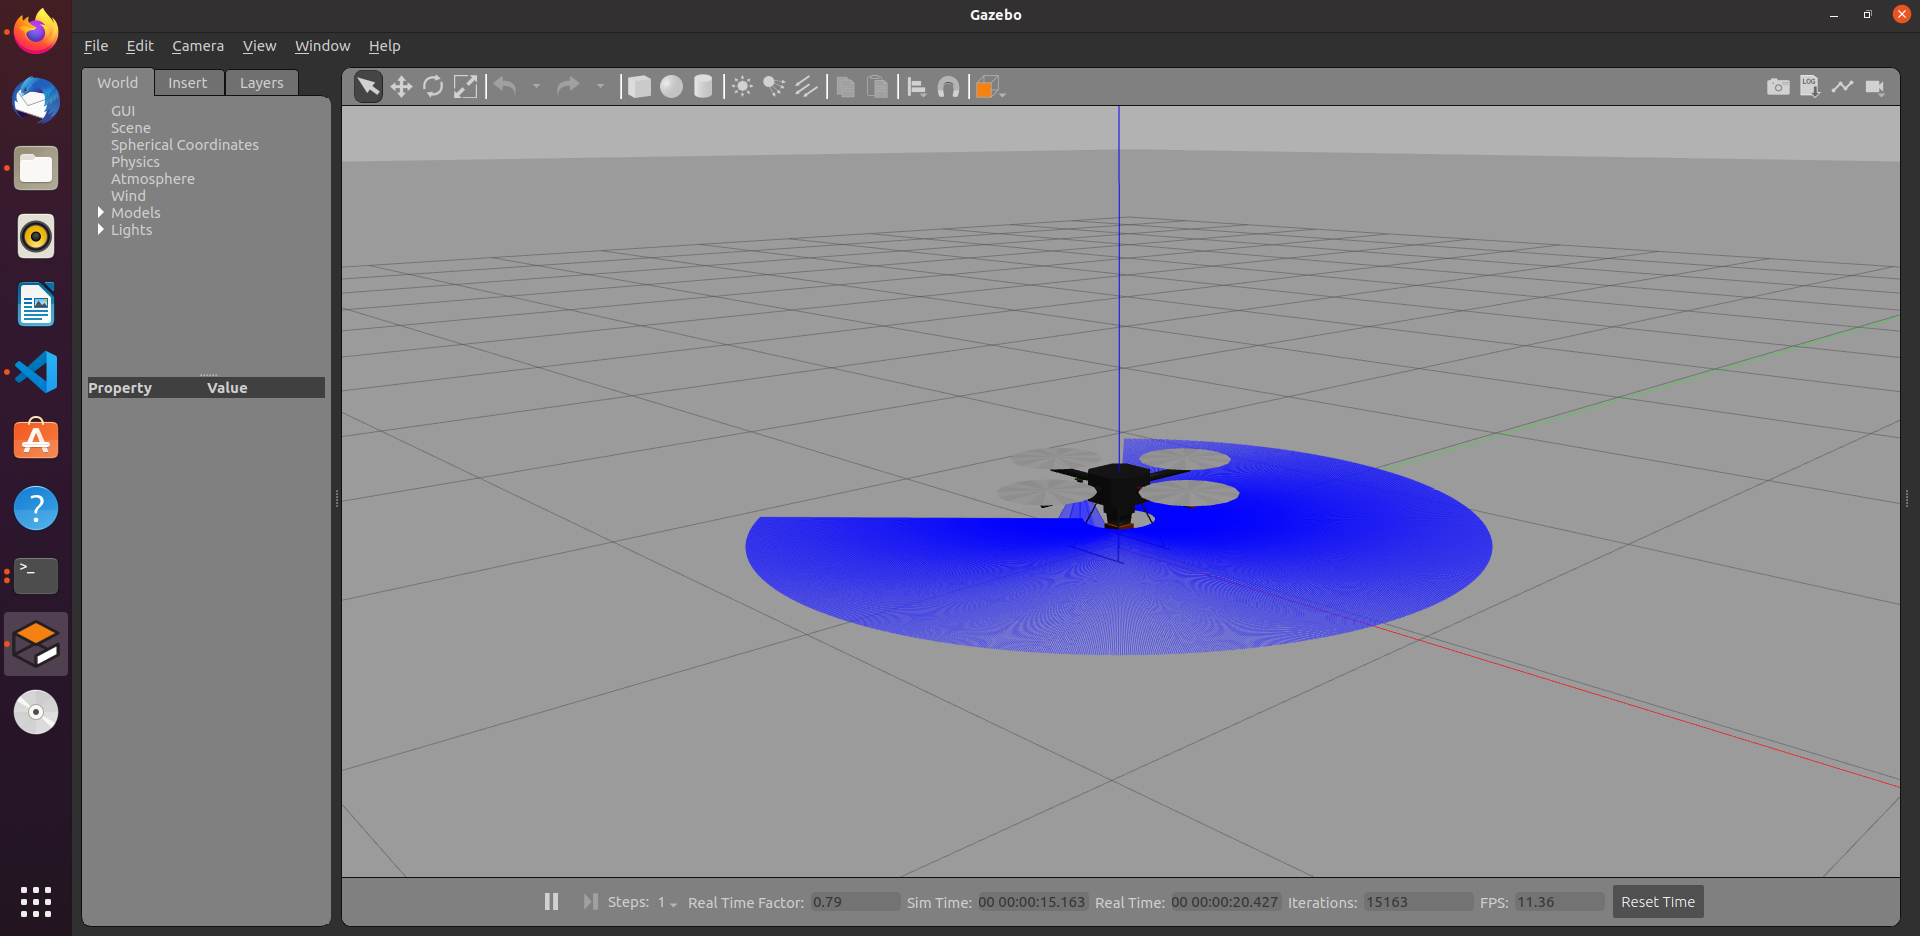 Gazebo
File Edit Camera View Window Help
World Insert Layers
GUI
Scene
Spherical Coordinates
Physics
Atmosphere
Wind
Models
Lights
Property Value
LOG
Steps: 1 Real Time Factor: 0.79 Sim Time: 00 00:00:15.163 Real Time: 00 00:00:20.427 Iterations: 15163 FPS: 11.36 Reset Time